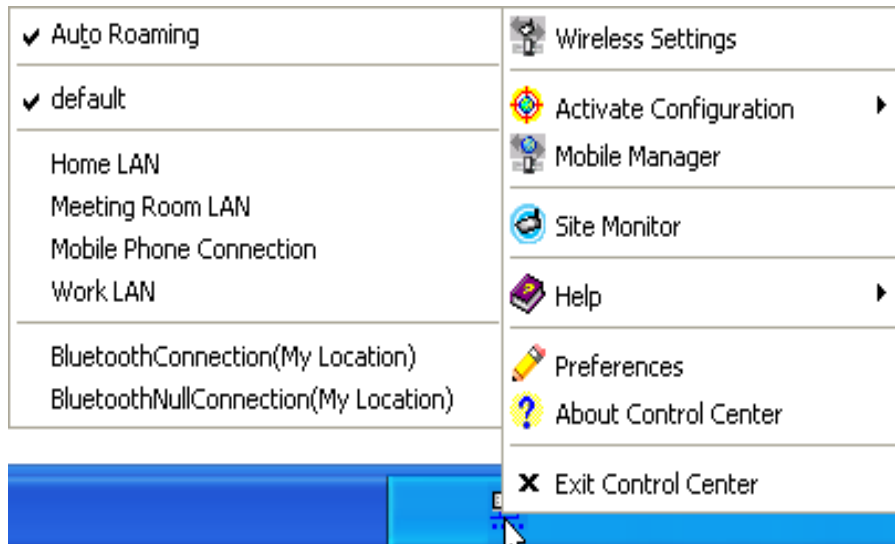 Auto Roaming
default
Home LAN
Meeting Room LAN
Mobile Phone Connection
Work LAN
BluetoothConnection(My Location)
BluetoothNullConnection(My Location)
Wireless Settings
Activate Configuration
Mobile Manager
Site Monitor
Help
Preferences
About Control Center
Exit Control Center